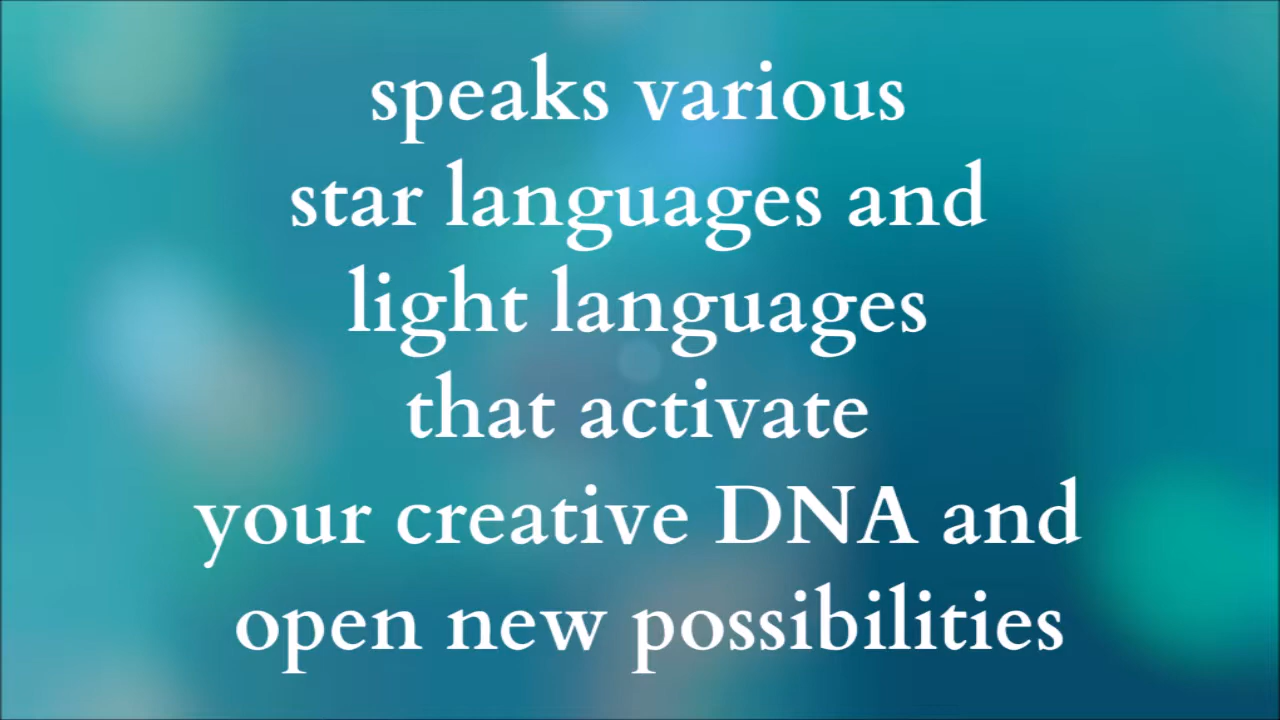 speaks various
star languages and
light languages
that activate
your creative DNA and
open new possibilities